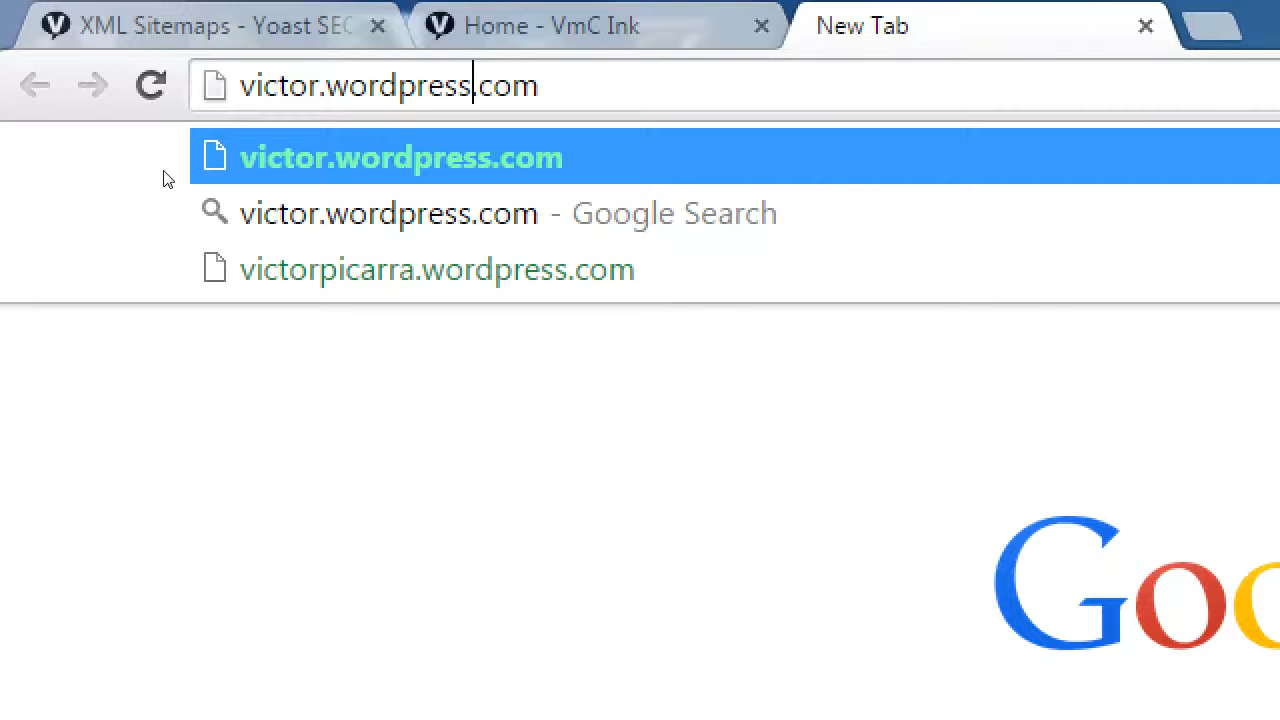 XML Sitemaps - Yoast SEO
Home - VmC Ink
New Tab
victor.wordpress.com
victor.wordpress.com
victor.wordpress.com - Google Search
victorpicarra.wordpress.com
Goo